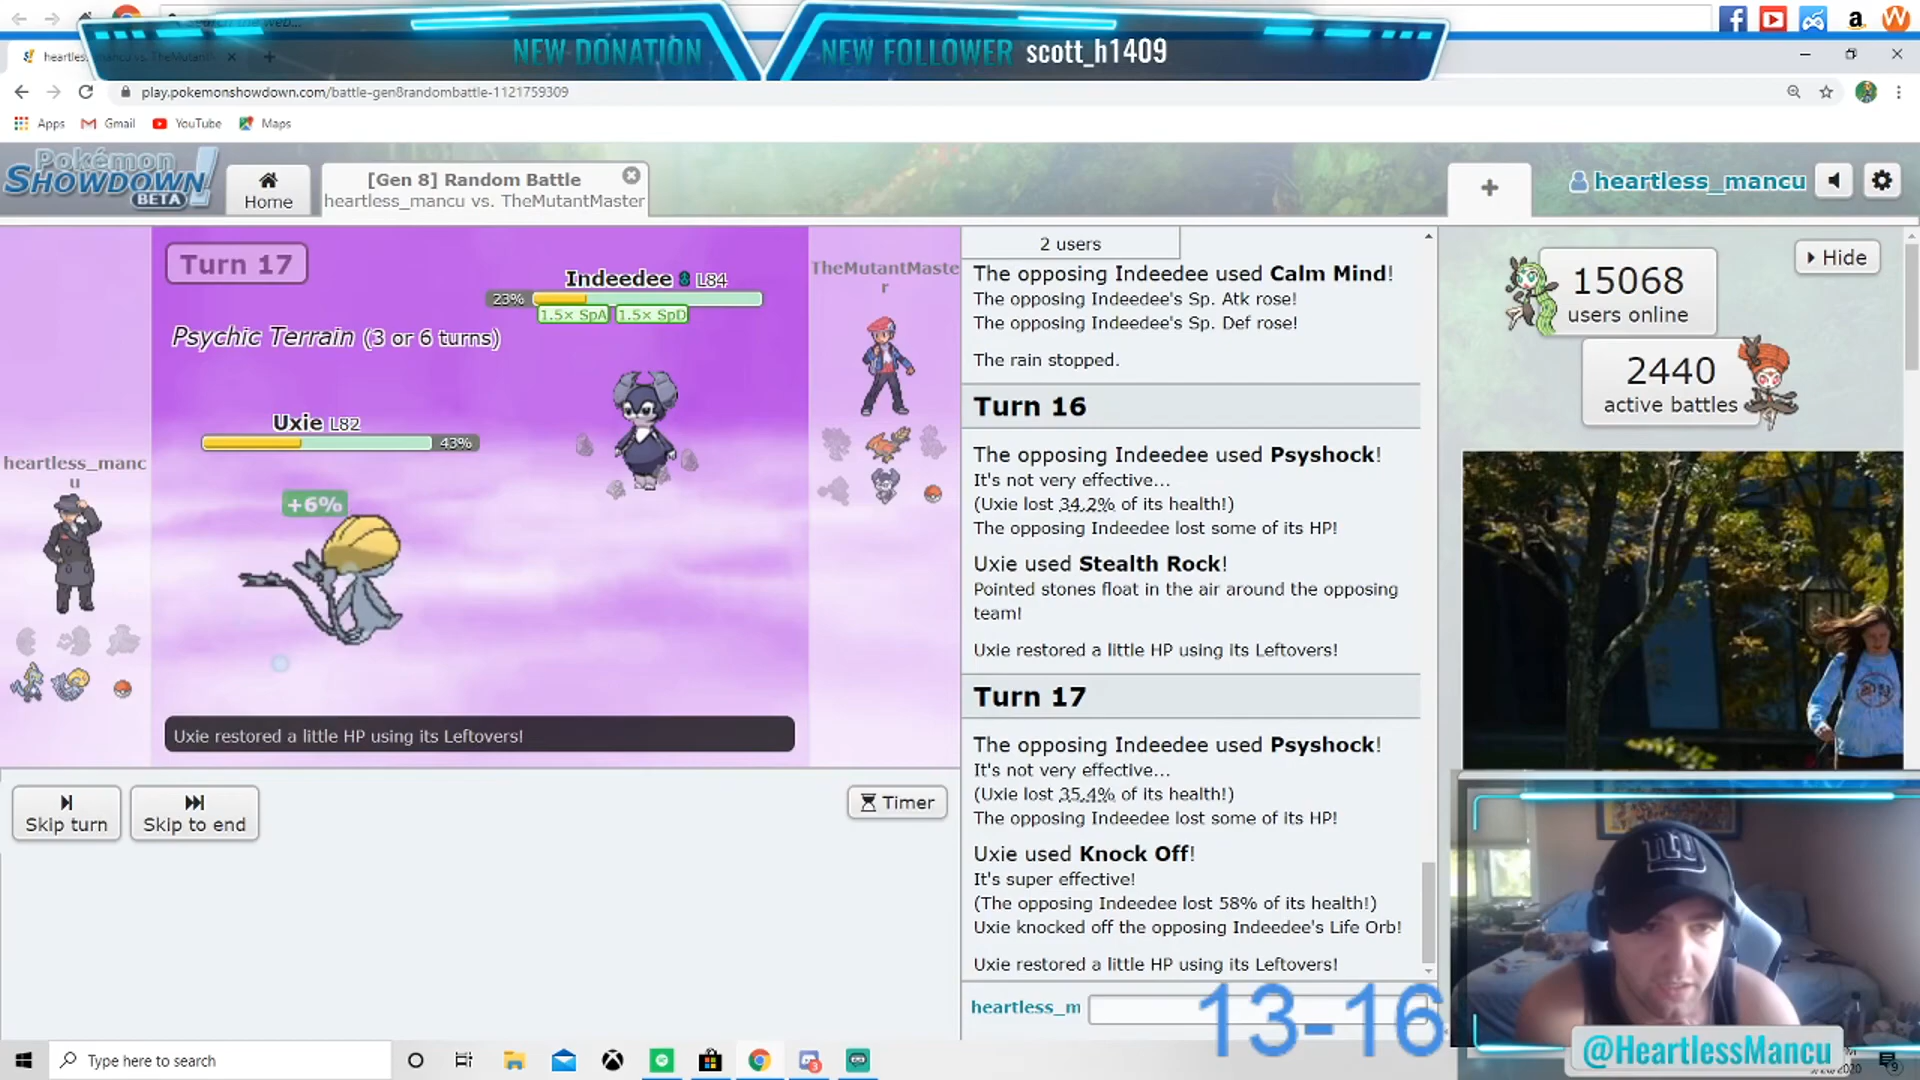 NEW DONATION
NEW FOLLOWER scott_h1409
play.pokemonshowdown.com/battle-gen8randombattle-1121759309
Apps
Gmail
YouTube
Maps
Pokémon
SHOWDOWN!
BETA
Home
[Gen 8] Random Battle
heartless_mancu vs. TheMutantMaster
heartless_mancu
Turn 17
Indeedee L84
23%
1.5× SpA
1.5× SpD
Psychic Terrain (3 or 6 turns)
Uxie L82
43%
+6%
heartless_manc
u
TheMutantMaste
r
Uxie restored a little HP using its Leftovers!
Skip turn
Skip to end
Timer
2 users
The opposing Indeedee used Calm Mind!
The opposing Indeedee's Sp. Atk rose!
The opposing Indeedee's Sp. Def rose!
The rain stopped.
Turn 16
The opposing Indeedee used Psyshock!
It's not very effective...
(Uxie lost 34.2% of its health!)
The opposing Indeedee lost some of its HP!
Uxie used Stealth Rock!
Pointed stones float in the air around the opposing
team!
Uxie restored a little HP using its Leftovers!
Turn 17
The opposing Indeedee used Psyshock!
It's not very effective...
(Uxie lost 35.4% of its health!)
The opposing Indeedee lost some of its HP!
Uxie used Knock Off!
It's super effective!
(The opposing Indeedee lost 58% of its health!)
Uxie knocked off the opposing Indeedee's Life Orb!
Uxie restored a little HP using its Leftovers!
heartless_m
13-16
15068
users online
Hide
2440
active battles
@HeartlessMancu
Type here to search